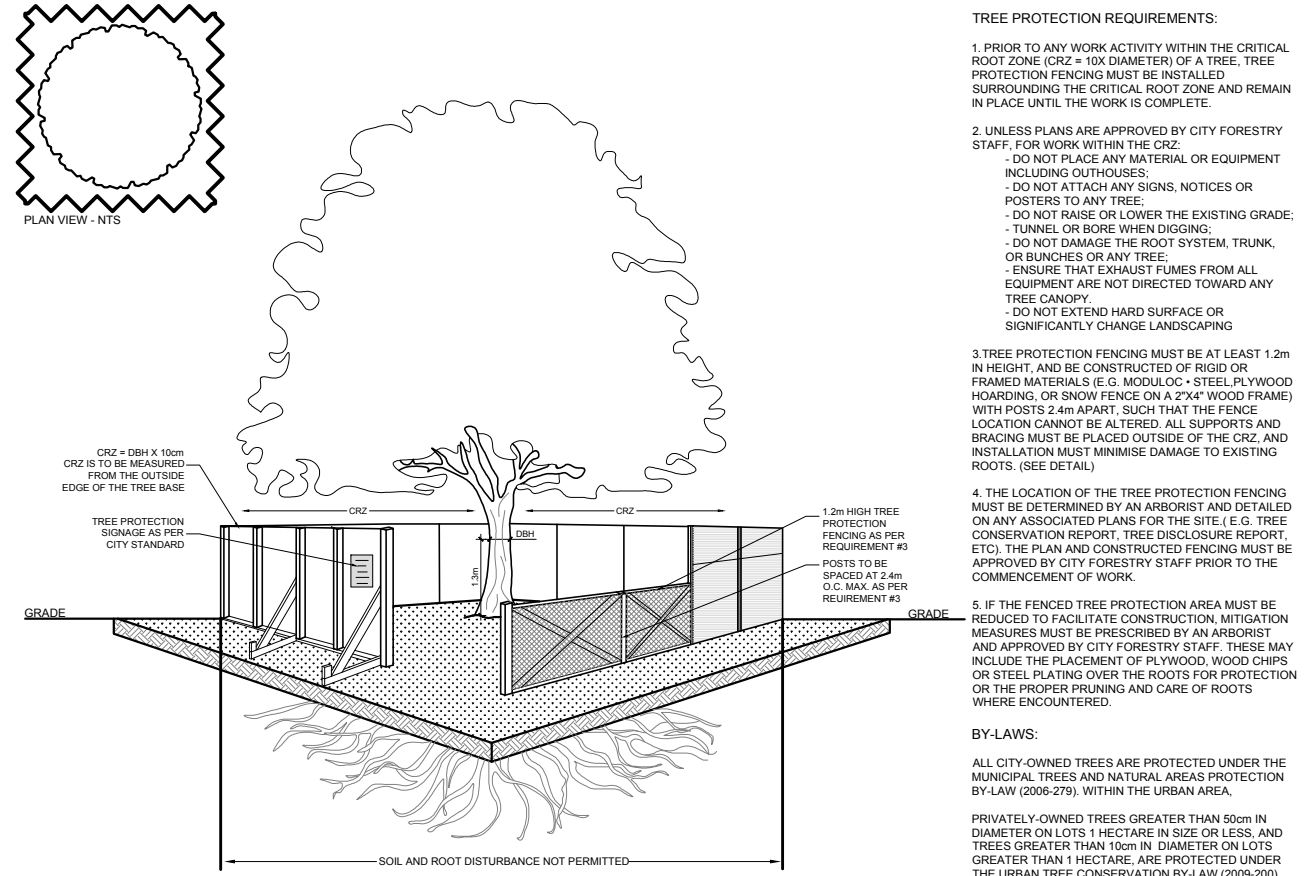 PLAN VIEW - NTS
CRZ = DBH X 10cm
CRZ IS TO BE MEASURED
FROM THE OUTSIDE
EDGE OF THE TREE BASE
TREE PROTECTION
SIGNAGE AS PER
CITY STANDARD
CRZ
CRZ
DBH
1.3m
1.2m HIGH TREE
PROTECTION
FENCING AS PER
REQUIREMENT #3
POSTS TO BE
SPACED AT 2.4m
O.C. MAX. AS PER
REUIREMENT #3
GRADE
GRADE
SOIL AND ROOT DISTURBANCE NOT PERMITTED
TREE PROTECTION REQUIREMENTS:
1. PRIOR TO ANY WORK ACTIVITY WITHIN THE CRITICAL
ROOT ZONE (CRZ = 10X DIAMETER) OF A TREE, TREE
PROTECTION FENCING MUST BE INSTALLED
SURROUNDING THE CRITICAL ROOT ZONE AND REMAIN
IN PLACE UNTIL THE WORK IS COMPLETE.
2. UNLESS PLANS ARE APPROVED BY CITY FORESTRY
STAFF, FOR WORK WITHIN THE CRZ:
- DO NOT PLACE ANY MATERIAL OR EQUIPMENT
INCLUDING OUTHOUSES;
- DO NOT ATTACH ANY SIGNS, NOTICES OR
POSTERS TO ANY TREE;
- DO NOT RAISE OR LOWER THE EXISTING GRADE;
- TUNNEL OR BORE WHEN DIGGING;
- DO NOT DAMAGE THE ROOT SYSTEM, TRUNK,
OR BUNCHES OR ANY TREE;
- ENSURE THAT EXHAUST FUMES FROM ALL
EQUIPMENT ARE NOT DIRECTED TOWARD ANY
TREE CANOPY.
- DO NOT EXTEND HARD SURFACE OR
SIGNIFICANTLY CHANGE LANDSCAPING
3.TREE PROTECTION FENCING MUST BE AT LEAST 1.2m
IN HEIGHT, AND BE CONSTRUCTED OF RIGID OR
FRAMED MATERIALS (E.G. MODULOC • STEEL,PLYWOOD
HOARDING, OR SNOW FENCE ON A 2"X4" WOOD FRAME)
WITH POSTS 2.4m APART, SUCH THAT THE FENCE
LOCATION CANNOT BE ALTERED. ALL SUPPORTS AND
BRACING MUST BE PLACED OUTSIDE OF THE CRZ, AND
INSTALLATION MUST MINIMISE DAMAGE TO EXISTING
ROOTS. (SEE DETAIL)
4. THE LOCATION OF THE TREE PROTECTION FENCING
MUST BE DETERMINED BY AN ARBORIST AND DETAILED
ON ANY ASSOCIATED PLANS FOR THE SITE.( E.G. TREE
CONSERVATION REPORT, TREE DISCLOSURE REPORT,
ETC). THE PLAN AND CONSTRUCTED FENCING MUST BE
APPROVED BY CITY FORESTRY STAFF PRIOR TO THE
COMMENCEMENT OF WORK.
5. IF THE FENCED TREE PROTECTION AREA MUST BE
REDUCED TO FACILITATE CONSTRUCTION, MITIGATION
MEASURES MUST BE PRESCRIBED BY AN ARBORIST
AND APPROVED BY CITY FORESTRY STAFF. THESE MAY
INCLUDE THE PLACEMENT OF PLYWOOD, WOOD CHIPS
OR STEEL PLATING OVER THE ROOTS FOR PROTECTION
OR THE PROPER PRUNING AND CARE OF ROOTS
WHERE ENCOUNTERED.
BY-LAWS:
ALL CITY-OWNED TREES ARE PROTECTED UNDER THE
MUNICIPAL TREES AND NATURAL AREAS PROTECTION
BY-LAW (2006-279). WITHIN THE URBAN AREA,
PRIVATELY-OWNED TREES GREATER THAN 50cm IN
DIAMETER ON LOTS 1 HECTARE IN SIZE OR LESS, AND
TREES GREATER THAN 10cm IN DIAMETER ON LOTS
GREATER THAN 1 HECTARE, ARE PROTECTED UNDER
THE URBAN TREE CONSERVATION BY-LAW (2009-200)